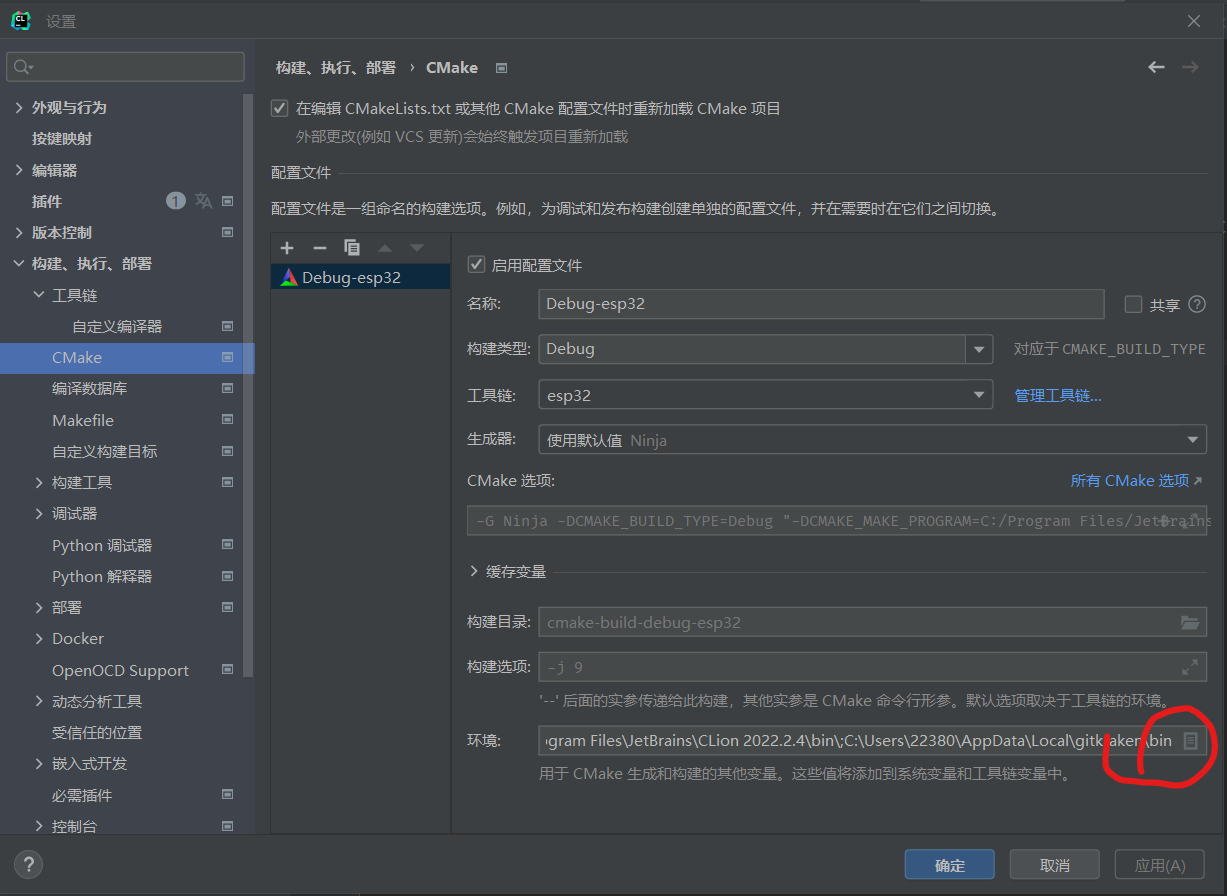 设置
构建、执行、部署 › CMake
外观与行为
按键映射
编辑器
插件 1
版本控制
构建、执行、部署
工具链
自定义编译器
CMake
编译数据库
Makefile
自定义构建目标
构建工具
调试器
Python 调试器
Python 解释器
部署
Docker
OpenOCD Support
动态分析工具
受信任的位置
嵌入式开发
必需插件
控制台
在编辑 CMakeLists.txt 或其他 CMake 配置文件时重新加载 CMake 项目
外部更改(例如 VCS 更新)会始终触发项目重新加载
配置文件
配置文件是一组命名的构建选项。例如，为调试和发布构建创建单独的配置文件，并在需要时在它们之间切换。
Debug-esp32
启用配置文件
名称: Debug-esp32 共享 ?
构建类型: Debug 对应于 CMAKE_BUILD_TYPE
工具链: esp32 管理工具链...
生成器: 使用默认值 Ninja
CMake 选项: 所有 CMake 选项
-G Ninja -DCMAKE_BUILD_TYPE=Debug "-DCMAKE_MAKE_PROGRAM=C:/Program Files/JetBrains
缓存变量
构建目录: cmake-build-debug-esp32
构建选项: -j 9
'--' 后面的实参传递给此构建，其他实参是 CMake 命令行形参。默认选项取决于工具链的环境。
环境: ogram Files\JetBrains\CLion 2022.2.4\bin\;C:\Users\22380\AppData\Local\gitkraken\bin
用于 CMake 生成和构建的其他变量。这些值将添加到系统变量和工具链变量中。
? 确定 取消 应用(A)